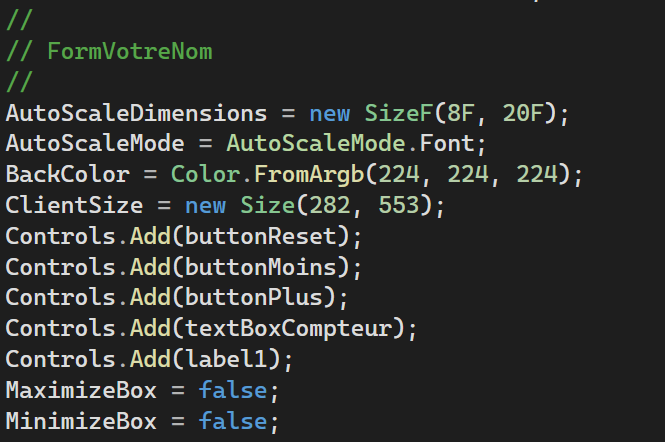 //
// FormVotreNom
//
AutoScaleDimensions = new SizeF(8F, 20F);
AutoScaleMode = AutoScaleMode.Font;
BackColor = Color.FromArgb(224, 224, 224);
ClientSize = new Size(282, 553);
Controls.Add(buttonReset);
Controls.Add(buttonMoins);
Controls.Add(buttonPlus);
Controls.Add(textBoxCompteur);
Controls.Add(label1);
MaximizeBox = false;
MinimizeBox = false;